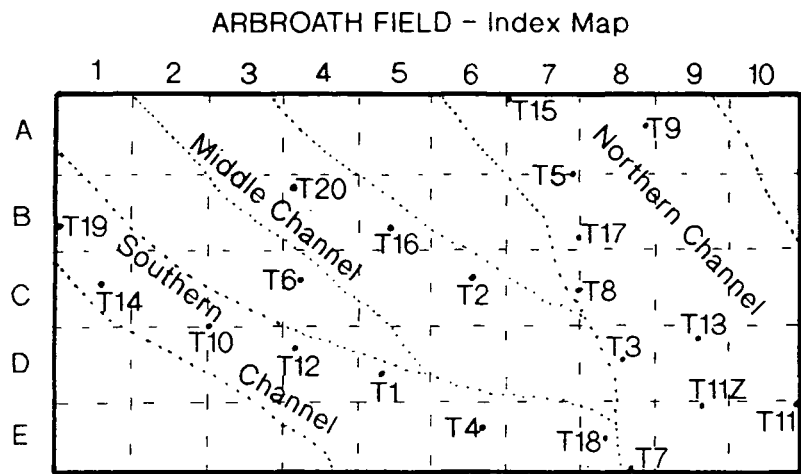 ARBROATH FIELD – Index Map
1 2 3 4 5 6 7 8 9 10
A
B
C
D
E
T15
T9
T5
Northern Channel
Middle Channel
T20
T19
T16
T17
Southern Channel
T6
T2
T8
T14
T10
T12
T1
T3
T13
T11Z
T11
T4
T18
T7